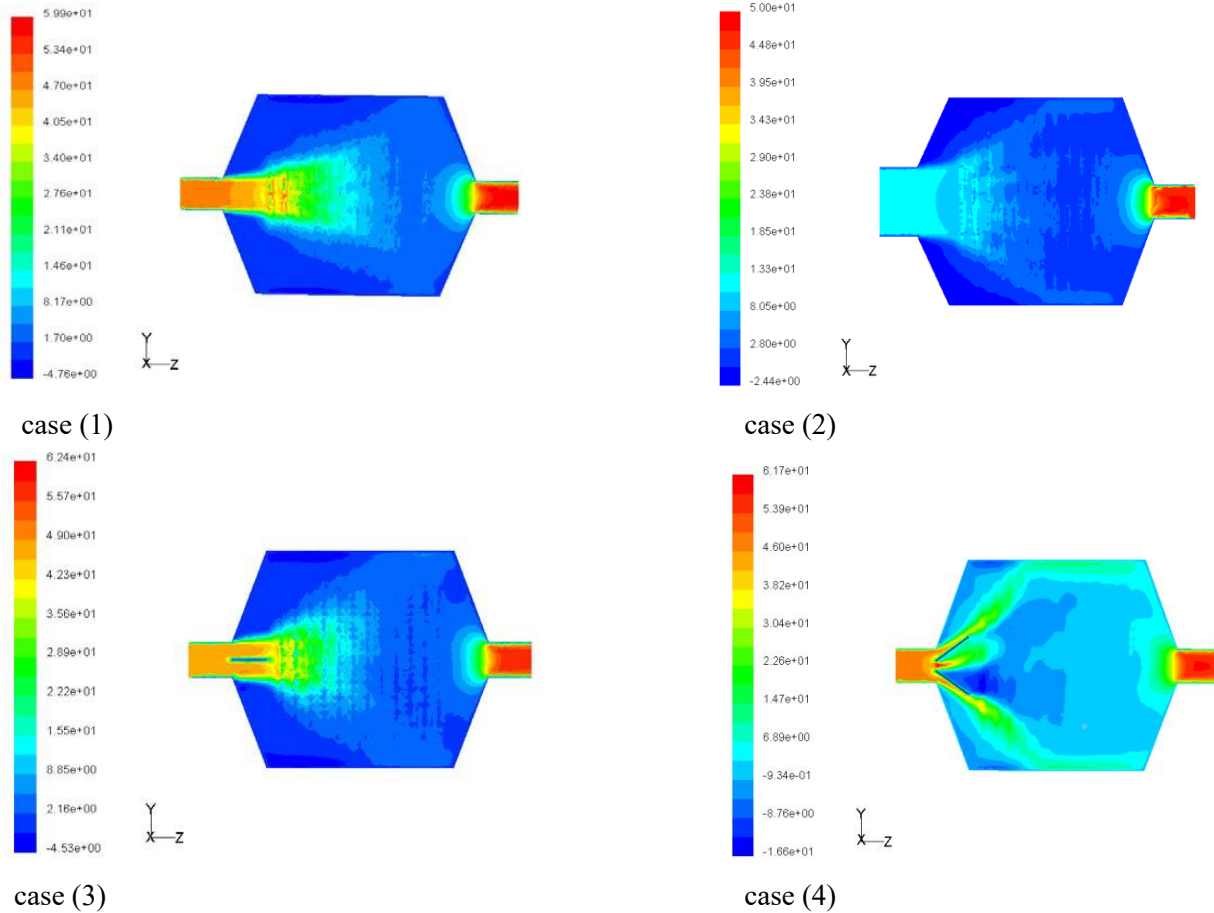 5.99e+01
5.34e+01
4.70e+01
4.05e+01
3.40e+01
2.76e+01
2.11e+01
1.46e+01
8.17e+00
1.70e+00
-4.76e+00
Y
X Z
case (1)
5.00e+01
4.48e+01
3.95e+01
3.43e+01
2.90e+01
2.38e+01
1.85e+01
1.33e+01
8.05e+00
2.80e+00
-2.44e+00
Y
X Z
case (2)
6.24e+01
5.57e+01
4.90e+01
4.23e+01
3.56e+01
2.89e+01
2.22e+01
1.55e+01
8.85e+00
2.16e+00
-4.53e+00
Y
X Z
case (3)
6.17e+01
5.39e+01
4.60e+01
3.82e+01
3.04e+01
2.26e+01
1.47e+01
6.89e+00
-9.34e-01
-8.76e+00
-1.66e+01
Y
X Z
case (4)